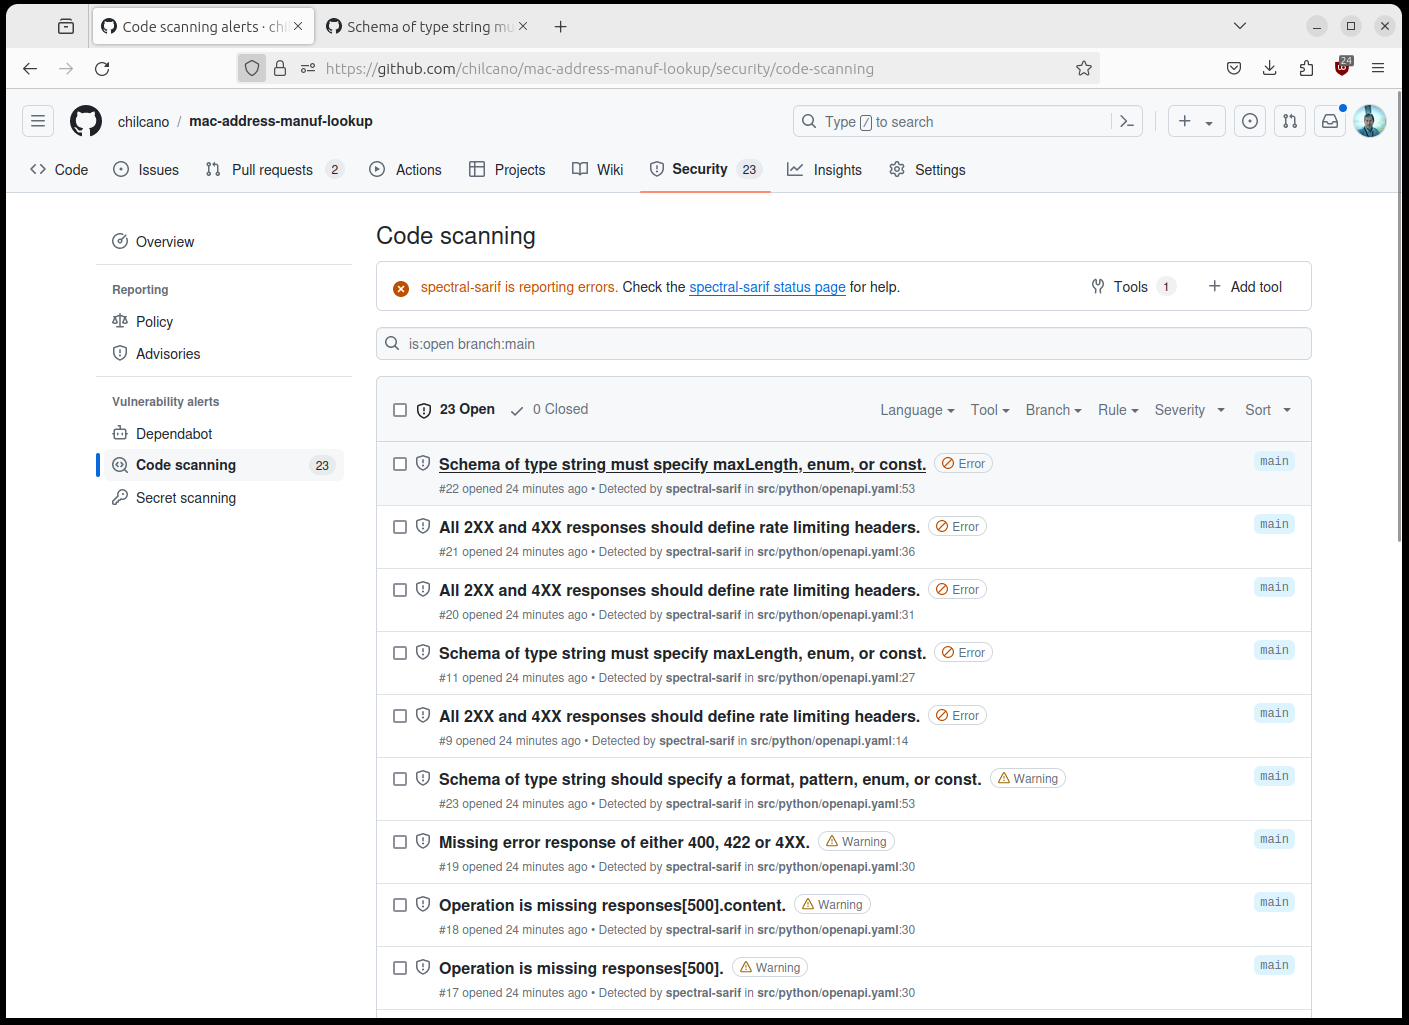 Code scanning alerts · chi
Schema of type string mu
https://github.com/chilcano/mac-address-manuf-lookup/security/code-scanning
24
chilcano / mac-address-manuf-lookup
Type / to search
Code
Issues
Pull requests 2
Actions
Projects
Wiki
Security 23
Insights
Settings
Overview
Reporting
Policy
Advisories
Vulnerability alerts
Dependabot
Code scanning 23
Secret scanning
Code scanning
spectral-sarif is reporting errors. Check the spectral-sarif status page for help.
Tools 1
Add tool
is:open branch:main
23 Open
0 Closed
Language
Tool
Branch
Rule
Severity
Sort
Schema of type string must specify maxLength, enum, or const. Error main
#22 opened 24 minutes ago • Detected by spectral-sarif in src/python/openapi.yaml:53
All 2XX and 4XX responses should define rate limiting headers. Error main
#21 opened 24 minutes ago • Detected by spectral-sarif in src/python/openapi.yaml:36
All 2XX and 4XX responses should define rate limiting headers. Error main
#20 opened 24 minutes ago • Detected by spectral-sarif in src/python/openapi.yaml:31
Schema of type string must specify maxLength, enum, or const. Error main
#11 opened 24 minutes ago • Detected by spectral-sarif in src/python/openapi.yaml:27
All 2XX and 4XX responses should define rate limiting headers. Error main
#9 opened 24 minutes ago • Detected by spectral-sarif in src/python/openapi.yaml:14
Schema of type string should specify a format, pattern, enum, or const. Warning main
#23 opened 24 minutes ago • Detected by spectral-sarif in src/python/openapi.yaml:53
Missing error response of either 400, 422 or 4XX. Warning main
#19 opened 24 minutes ago • Detected by spectral-sarif in src/python/openapi.yaml:30
Operation is missing responses[500].content. Warning main
#18 opened 24 minutes ago • Detected by spectral-sarif in src/python/openapi.yaml:30
Operation is missing responses[500]. Warning main
#17 opened 24 minutes ago • Detected by spectral-sarif in src/python/openapi.yaml:30